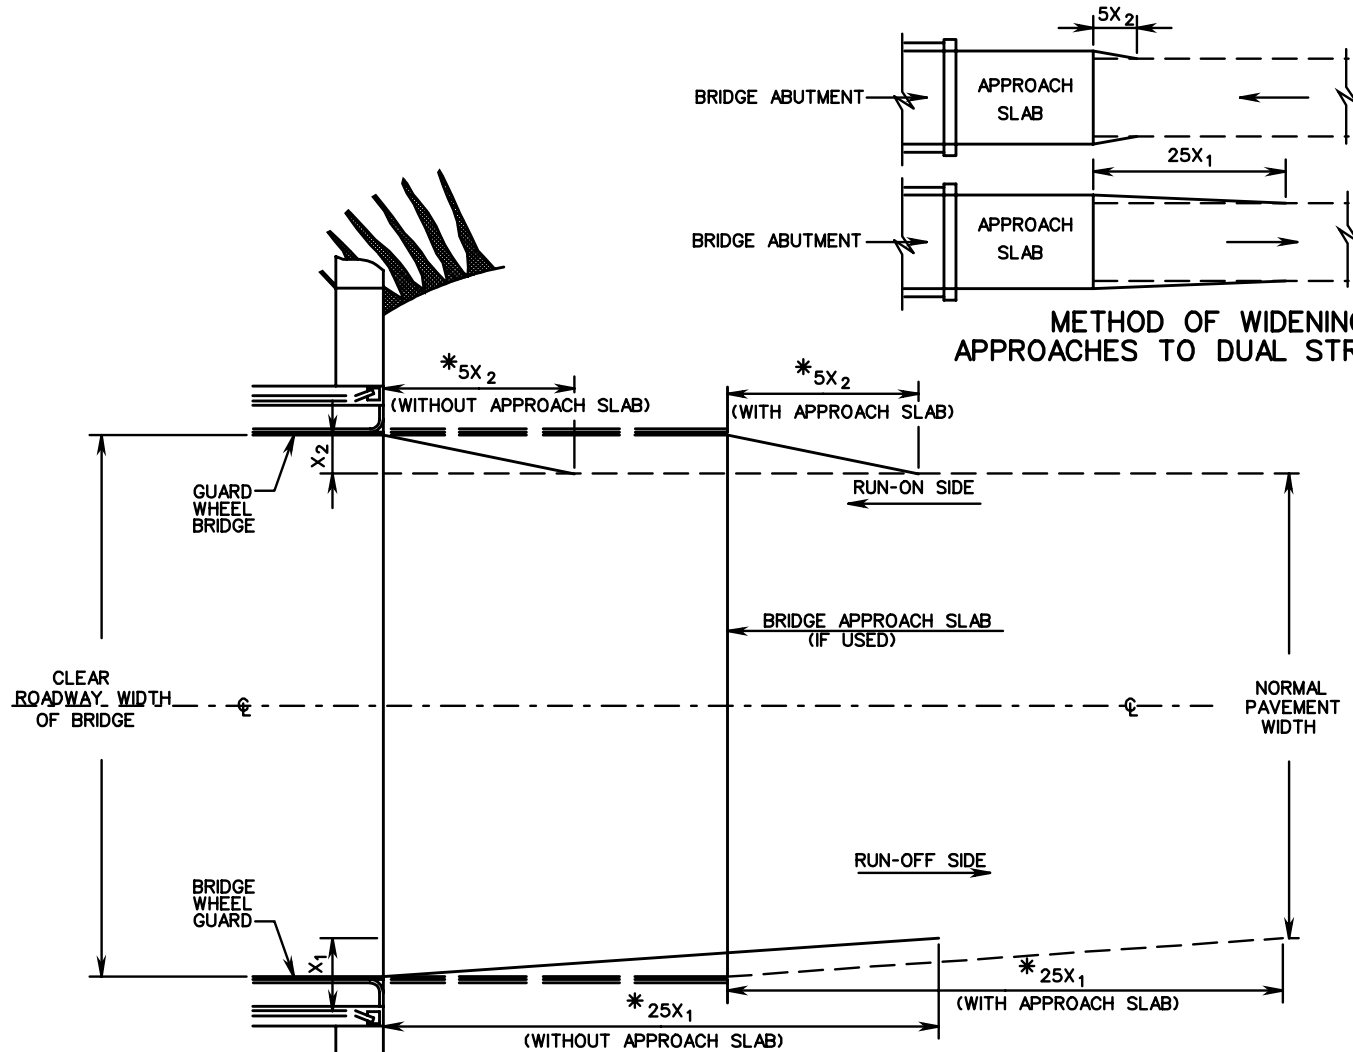 5X2
BRIDGE ABUTMENT
APPROACH
SLAB
25X1
BRIDGE ABUTMENT
APPROACH
SLAB
METHOD OF WIDENING
APPROACHES TO DUAL STR
*5X2
(WITHOUT APPROACH SLAB)
*5X2
(WITH APPROACH SLAB)
X2
GUARD
WHEEL
BRIDGE
RUN-ON SIDE
BRIDGE APPROACH SLAB
(IF USED)
CLEAR
ROADWAY WIDTH
OF BRIDGE
℄
℄
NORMAL
PAVEMENT
WIDTH
RUN-OFF SIDE
BRIDGE
WHEEL
GUARD
X1
*25X1
(WITH APPROACH SLAB)
*25X1
(WITHOUT APPROACH SLAB)